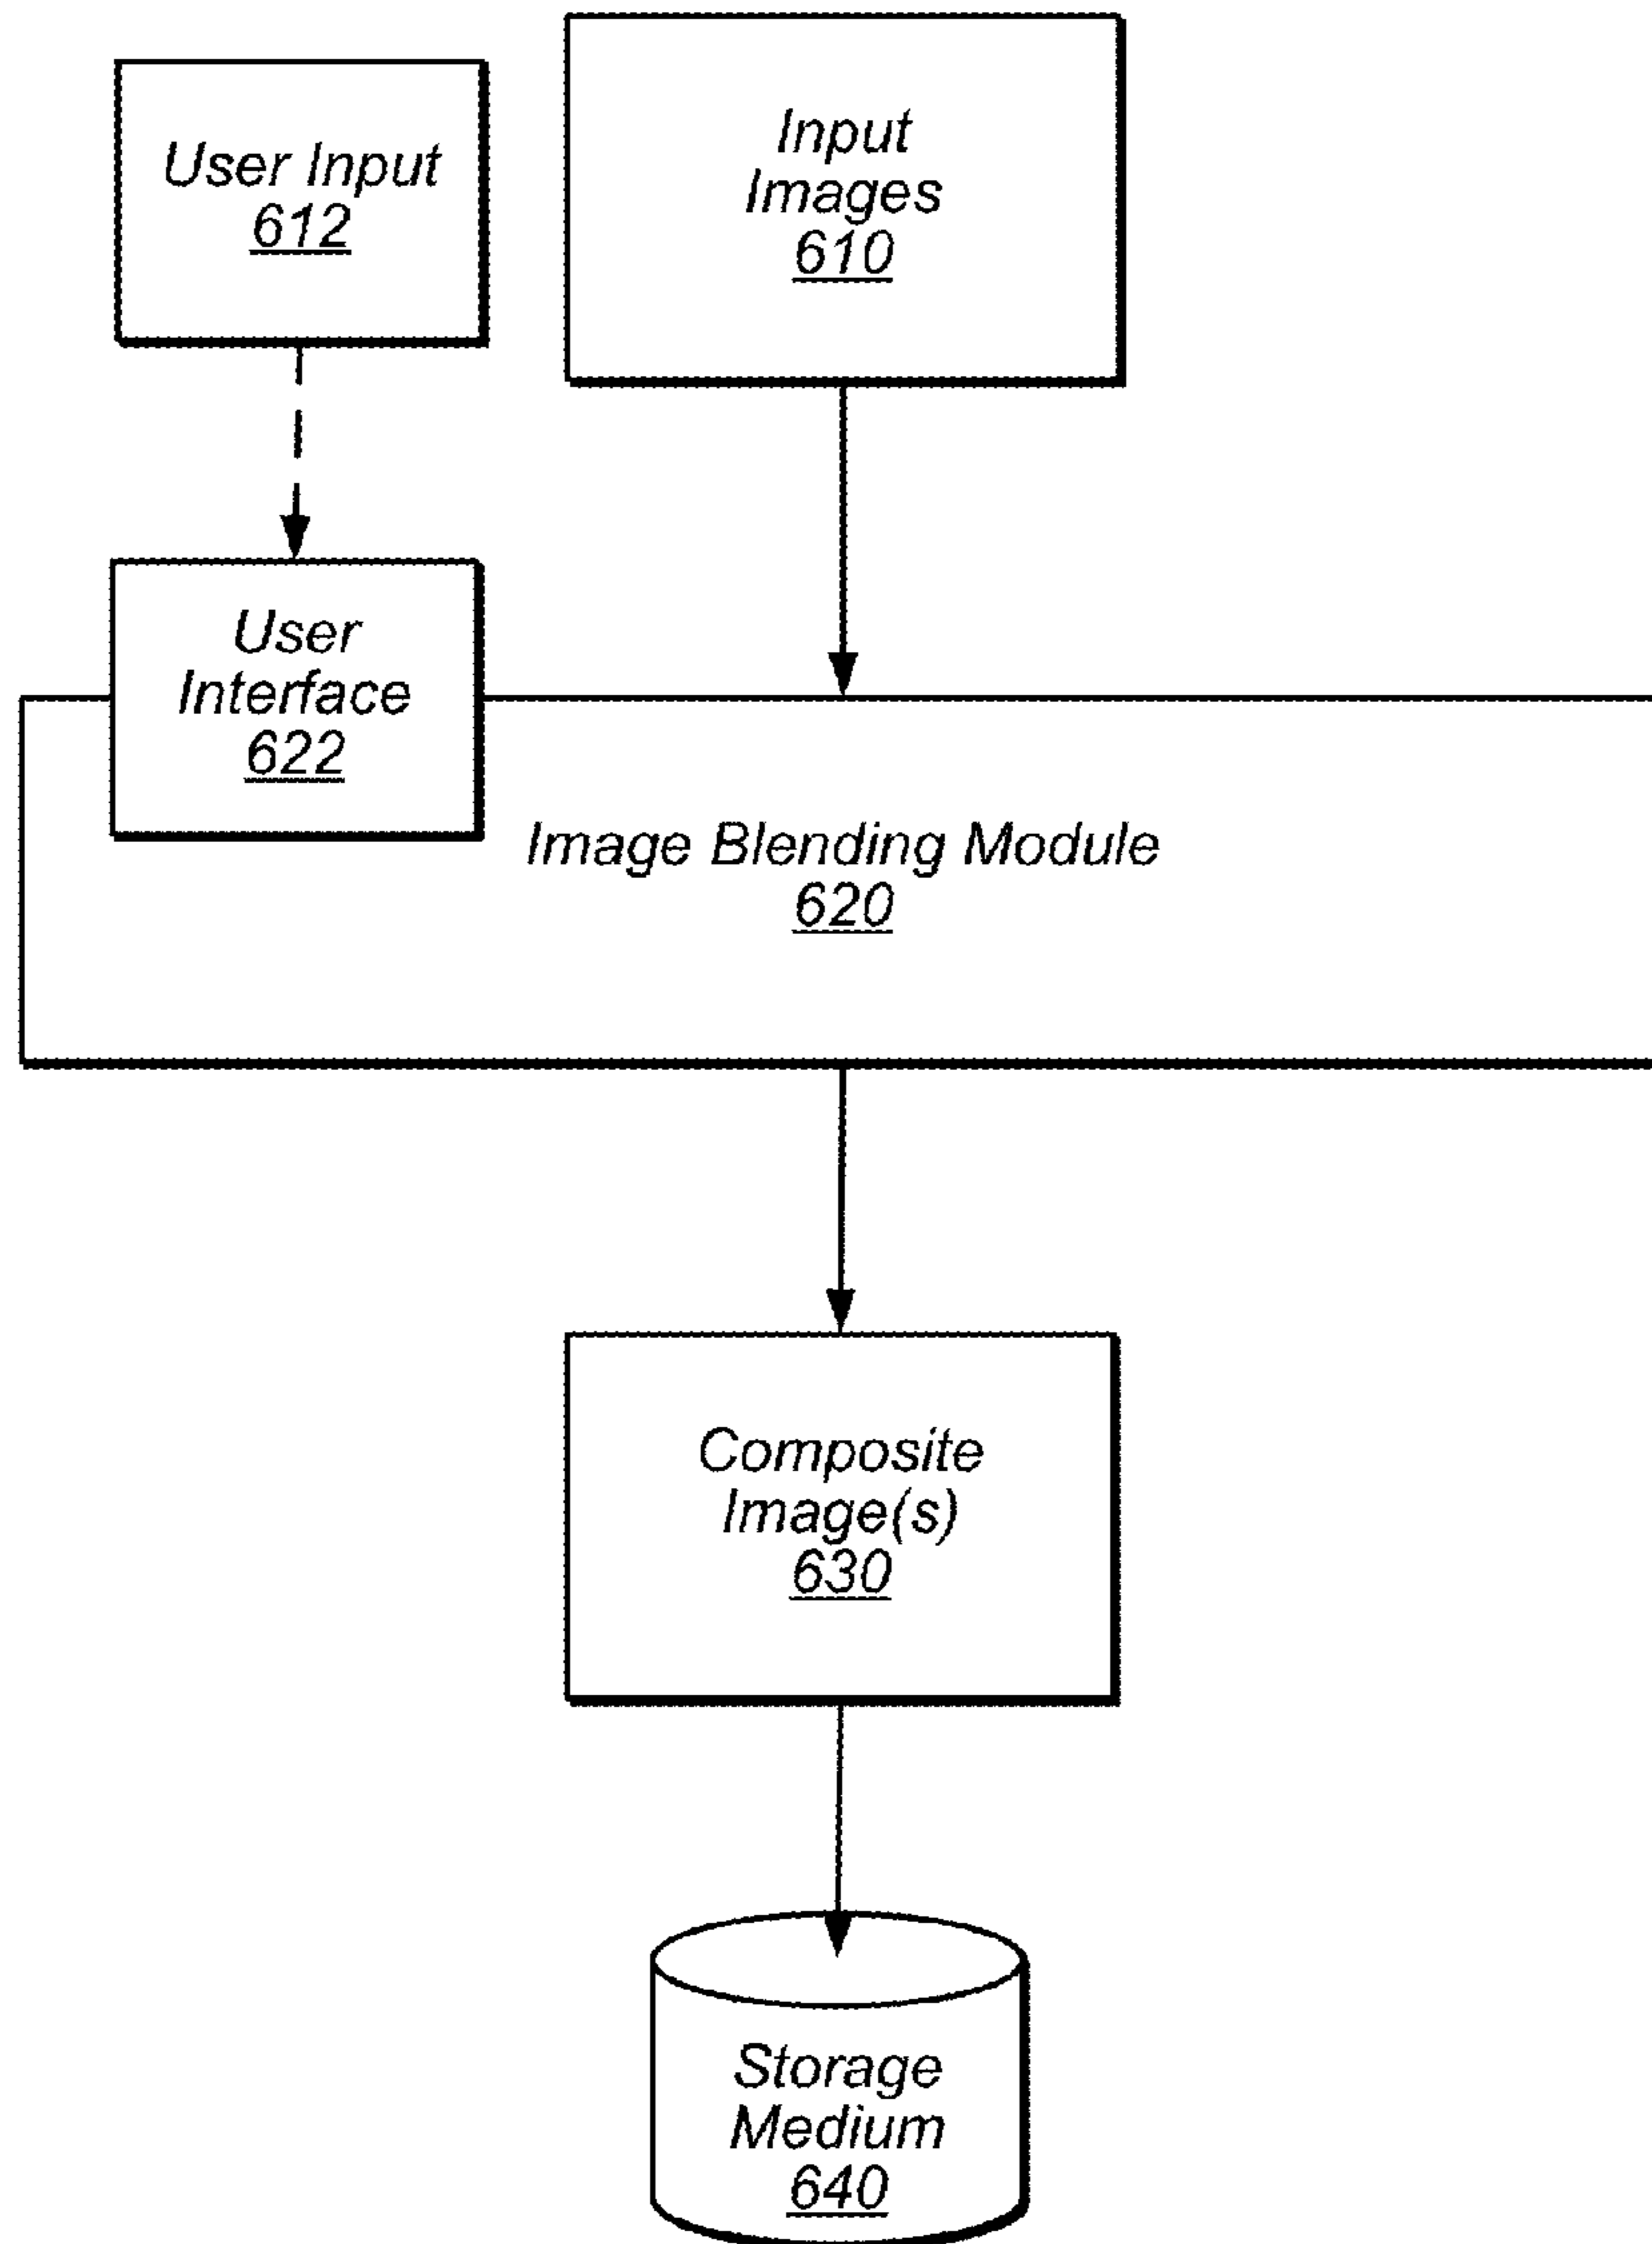 User Input
612
Input
Images
610
User
Interface
622
Image Blending Module
620
Composite
Image(s)
630
Storage
Medium
640